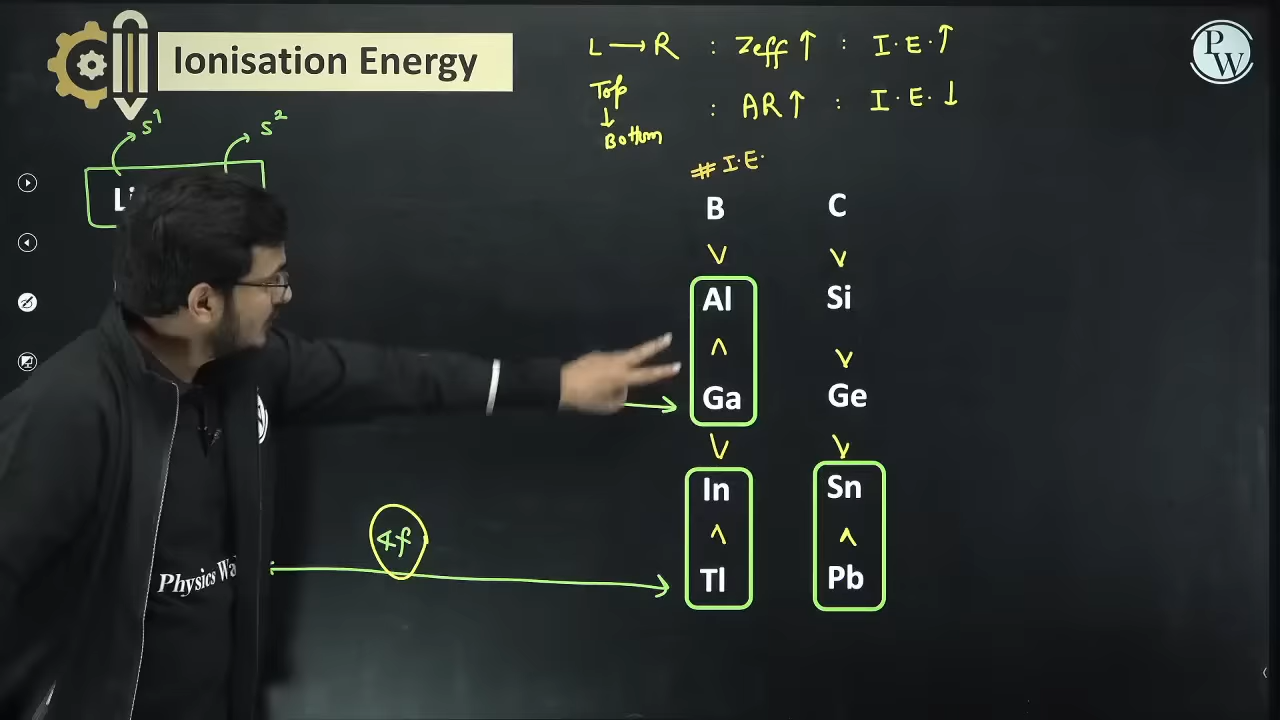 Ionisation Energy
L → R : Zeff ↑ : I.E. ↑
Top ↓ Bottom : AR ↑ : I.E. ↓
PW
s1 s2
Li
# I.E.
B C
∨ ∨
Al Si
∧ ∨
Ga Ge
∨ ∨
In Sn
∧ ∧
Tl Pb
4f
Physics Wa